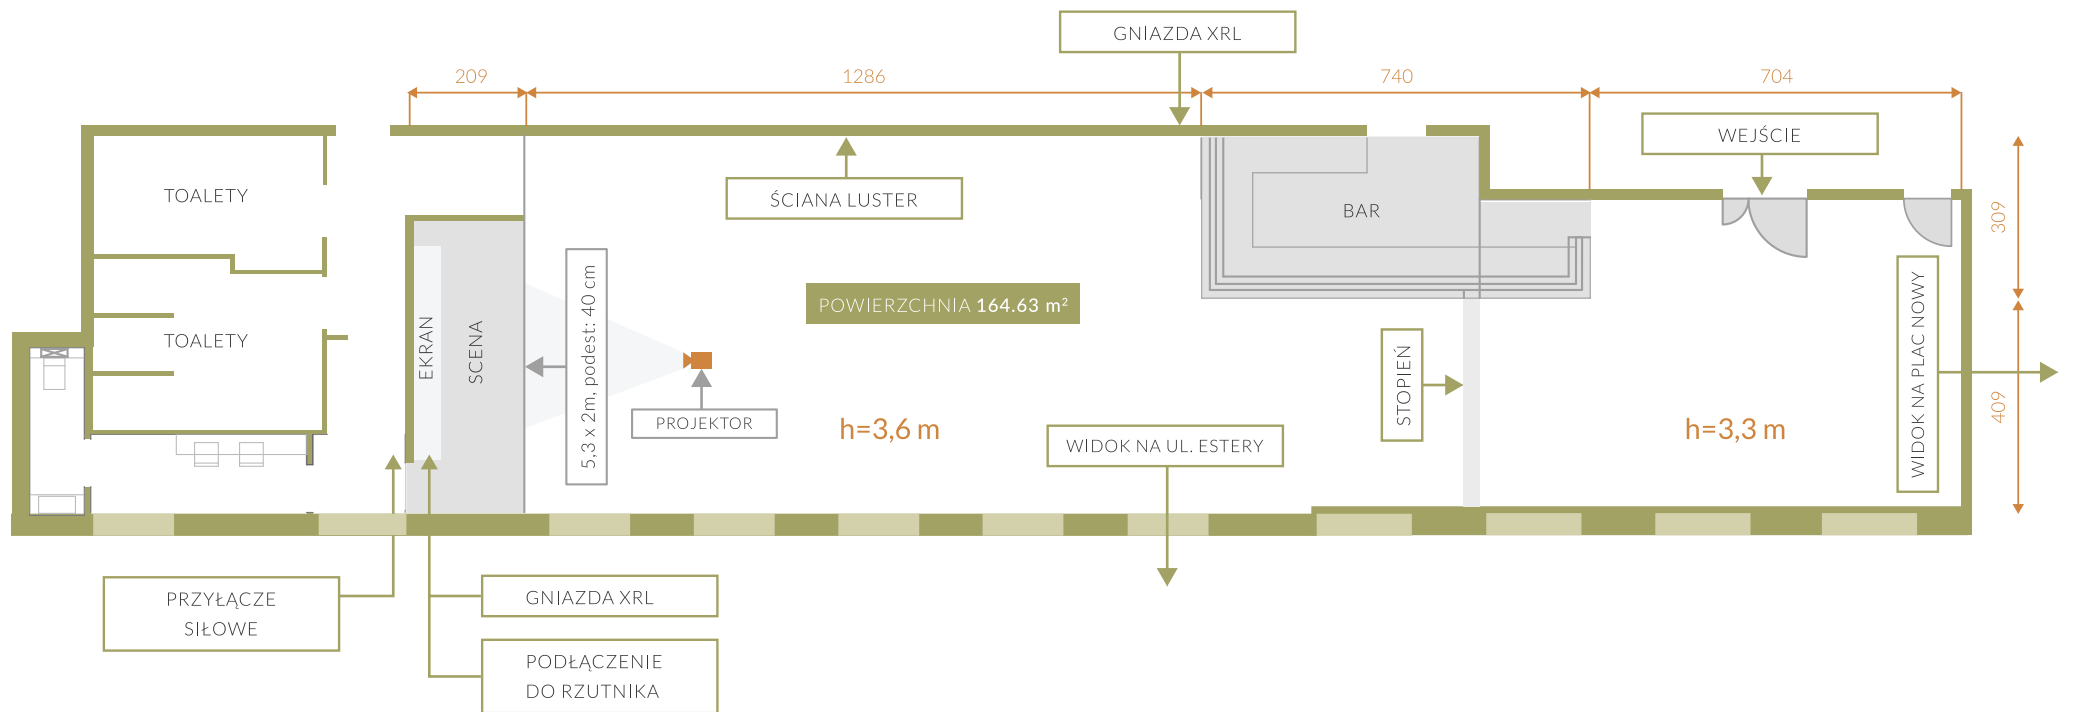 GNIAZDA XRL
209
1286
740
704
WEJŚCIE
TOALETY
ŚCIANA LUSTER
BAR
309
POWIERZCHNIA 164.63 m²
5,3 x 2m, podest: 40 cm
EKRAN
SCENA
TOALETY
STOPIEŃ
WIDOK NA PLAC NOWY
PROJEKTOR
h=3,6 m
h=3,3 m
409
WIDOK NA UL. ESTERY
PRZYŁĄCZE
SIŁOWE
GNIAZDA XRL
PODŁĄCZENIE
DO RZUTNIKA